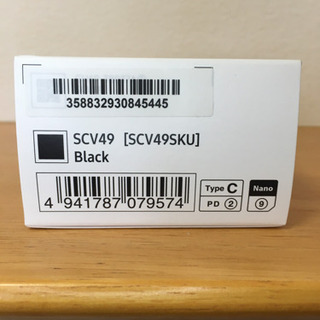 358832930845445
SCV49 [SCV49SKU]
Black
4 941787 079574
Type C
PD 2
Nano
9